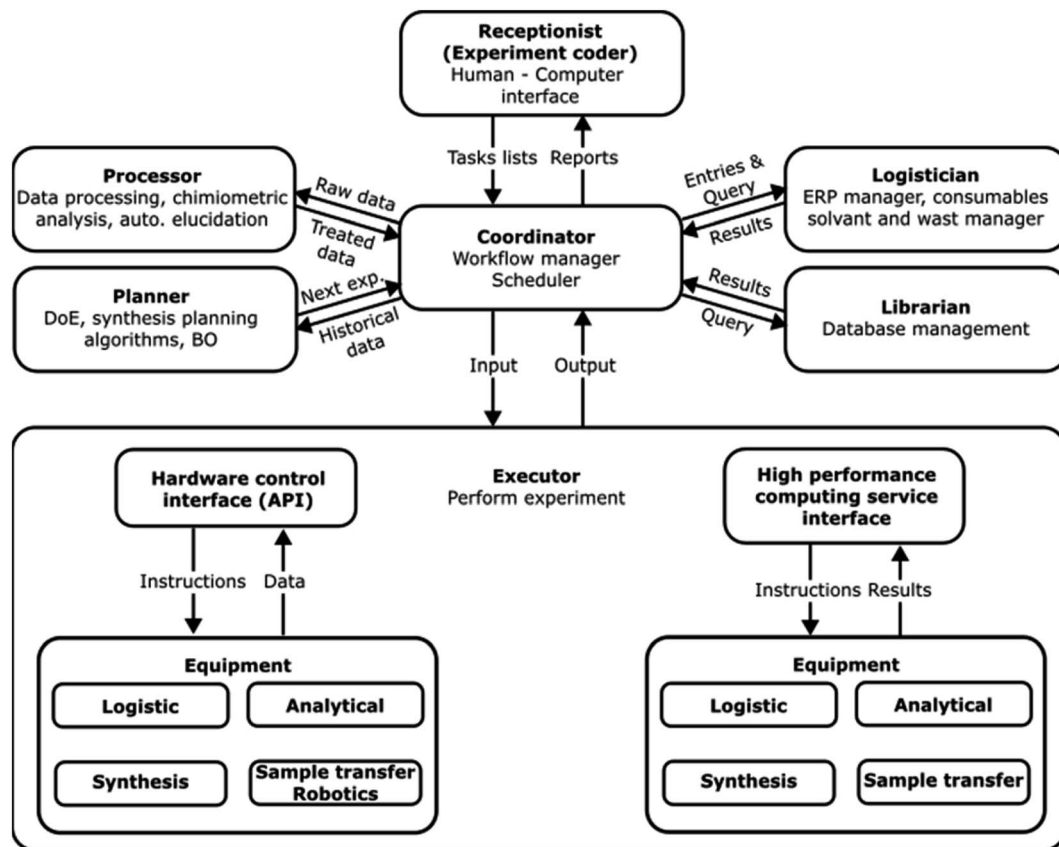 Receptionist
(Experiment coder)
Human - Computer
interface
Tasks lists
Reports
Processor
Data processing, chimiometric
analysis, auto. elucidation
Raw data
Treated
data
Entries &
Query
Results
Logistician
ERP manager, consumables
solvant and wast manager
Coordinator
Workflow manager
Scheduler
Planner
DoE, synthesis planning
algorithms, BO
Next exp.
Historical
data
Results
Query
Librarian
Database management
Input
Output
Executor
Perform experiment
Hardware control
interface (API)
Instructions
Data
Equipment
Logistic
Analytical
Synthesis
Sample transfer
Robotics
High performance
computing service
interface
Instructions
Results
Equipment
Logistic
Analytical
Synthesis
Sample transfer